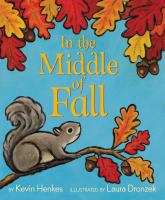 In the
Middle of
Fall
BY Kevin Henkes ILLUSTRATED BY Laura Dronzek